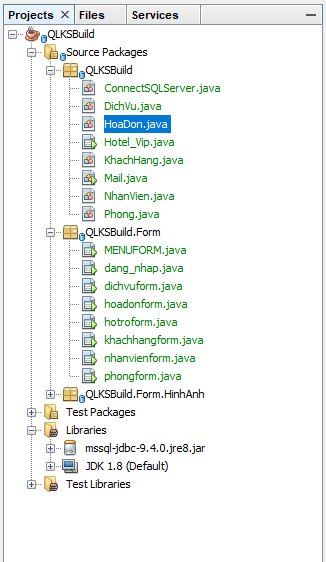 Projects × Files Services
QLKSBuild
Source Packages
QLKSBuild
ConnectSQLServer.java
DichVu.java
HoaDon.java
Hotel_Vip.java
KhachHang.java
Mail.java
NhanVien.java
Phong.java
QLKSBuild.Form
MENUFORM.java
dang_nhap.java
dichvuform.java
hoadonform.java
hotroform.java
khachhangform.java
nhanvienform.java
phongform.java
QLKSBuild.Form.HinhAnh
Test Packages
Libraries
mssql-jdbc-9.4.0.jre8.jar
JDK 1.8 (Default)
Test Libraries